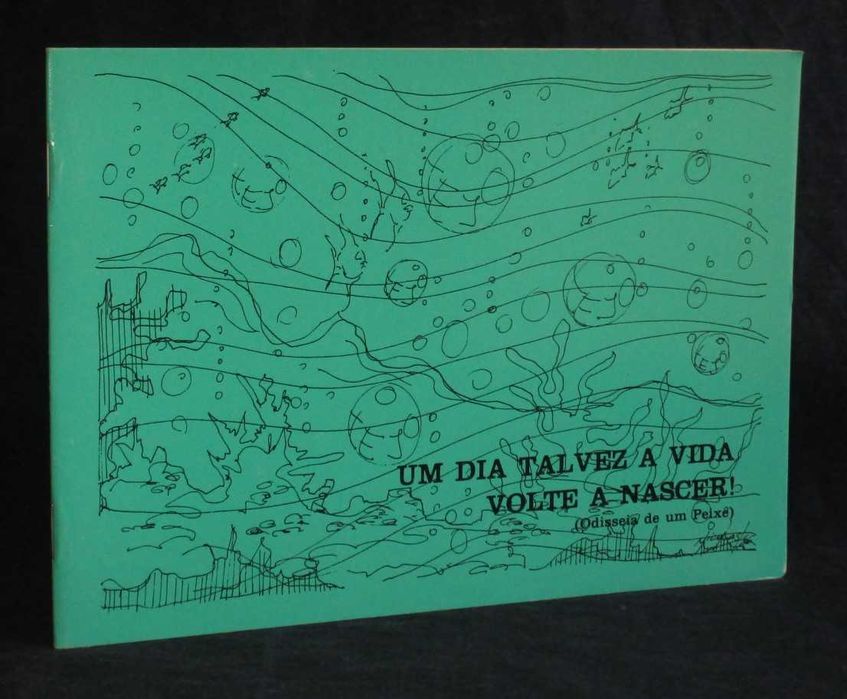 UM DIA TALVEZ A VIDA
VOLTE A NASCER!
(Odisseia de um Peixe)